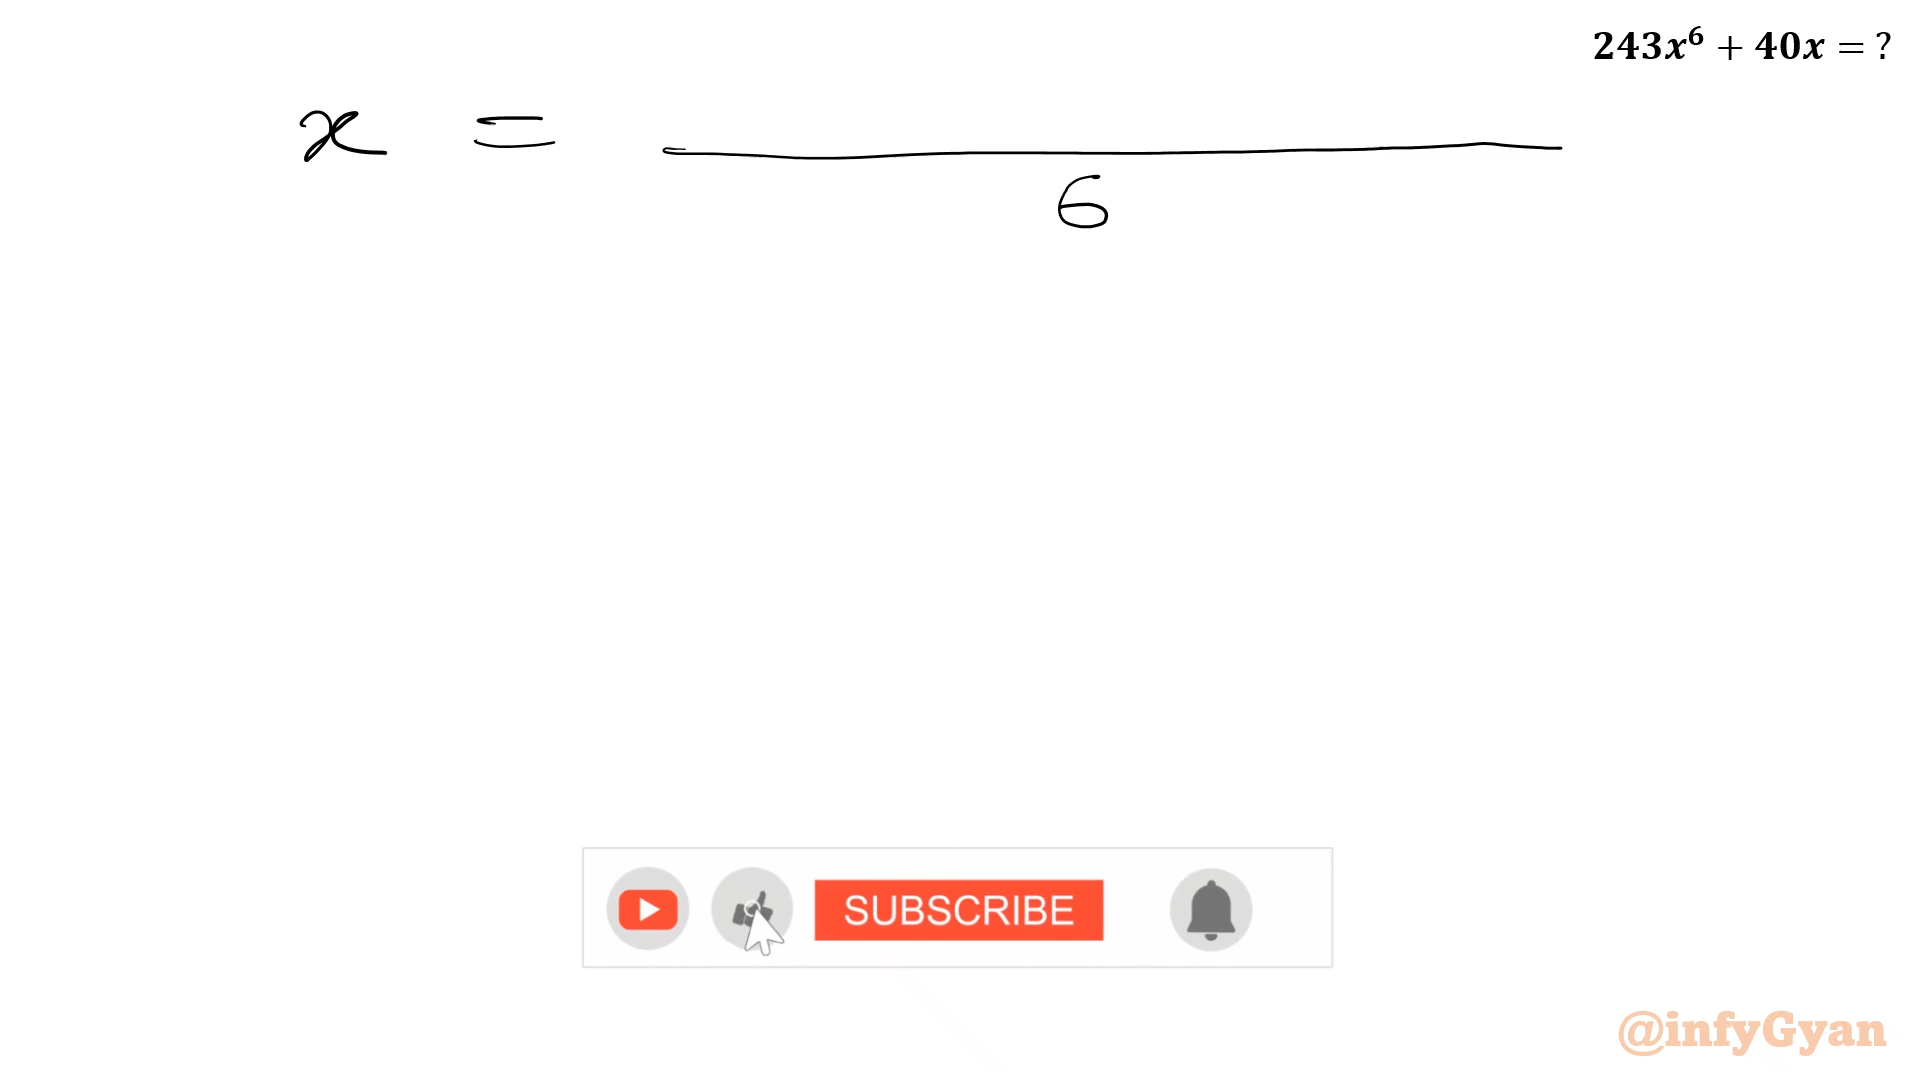 243x⁶ + 40x = ?
x = ―
6
SUBSCRIBE
@infyGyan